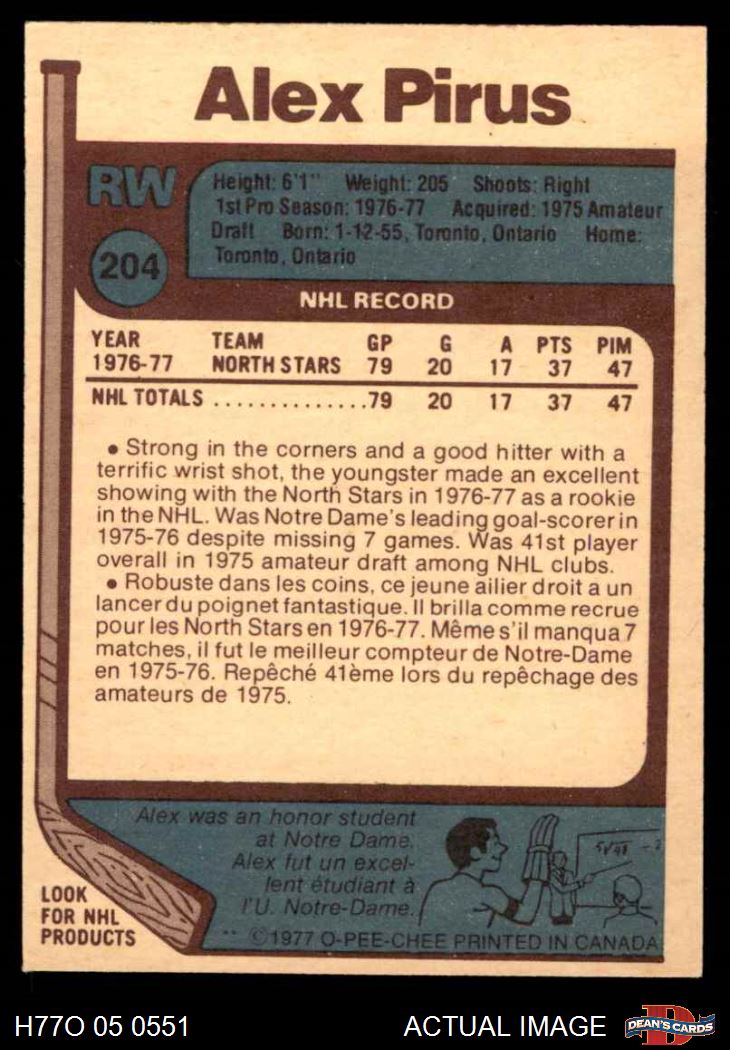 Alex Pirus
RW
Height: 6'1" Weight: 205 Shoots: Right
1st Pro Season: 1976-77 Acquired: 1975 Amateur
Draft Born: 1-12-55, Toronto, Ontario Home:
Toronto, Ontario
204
NHL RECORD
YEAR TEAM GP G A PTS PIM
1976-77 NORTH STARS 79 20 17 37 47
NHL TOTALS ..............79 20 17 37 47
● Strong in the corners and a good hitter with a
terrific wrist shot, the youngster made an excellent
showing with the North Stars in 1976-77 as a rookie
in the NHL. Was Notre Dame's leading goal-scorer in
1975-76 despite missing 7 games. Was 41st player
overall in 1975 amateur draft among NHL clubs.
● Robuste dans les coins, ce jeune ailier droit a un
lancer du poignet fantastique. Il brilla comme recrue
pour les North Stars en 1976-77. Même s'il manqua 7
matches, il fut le meilleur compteur de Notre-Dame
en 1975-76. Repêché 41ème lors du repêchage des
amateurs de 1975.
Alex was an honor student
at Notre Dame.
Alex fut un excel-
lent étudiant à
l'U. Notre-Dame.
LOOK
FOR NHL
PRODUCTS
** ©1977 O-PEE-CHEE PRINTED IN CANADA
H77O 05 0551 ACTUAL IMAGE
DEAN'S CARDS